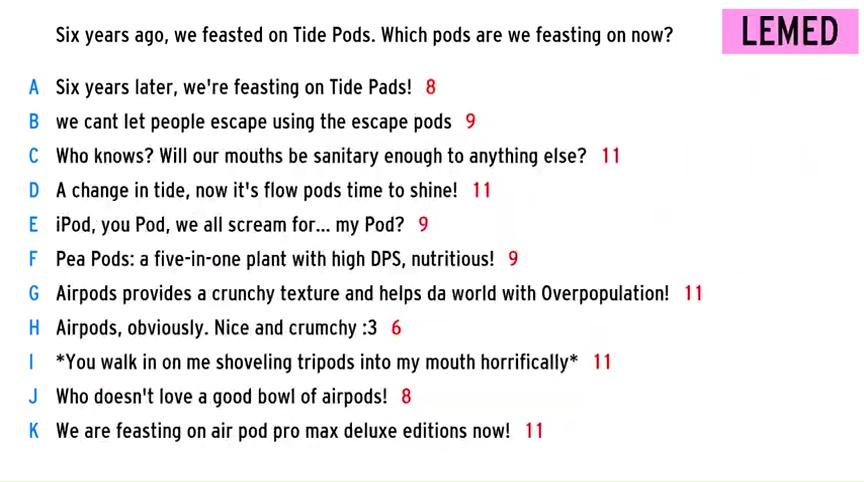 Six years ago, we feasted on Tide Pods. Which pods are we feasting on now?
LEMED
A Six years later, we're feasting on Tide Pads! 8
B we cant let people escape using the escape pods 9
C Who knows? Will our mouths be sanitary enough to anything else? 11
D A change in tide, now it's flow pods time to shine! 11
E iPod, you Pod, we all scream for... my Pod? 9
F Pea Pods: a five-in-one plant with high DPS, nutritious! 9
G Airpods provides a crunchy texture and helps da world with Overpopulation! 11
H Airpods, obviously. Nice and crumchy :3 6
I *You walk in on me shoveling tripods into my mouth horrifically* 11
J Who doesn't love a good bowl of airpods! 8
K We are feasting on air pod pro max deluxe editions now! 11